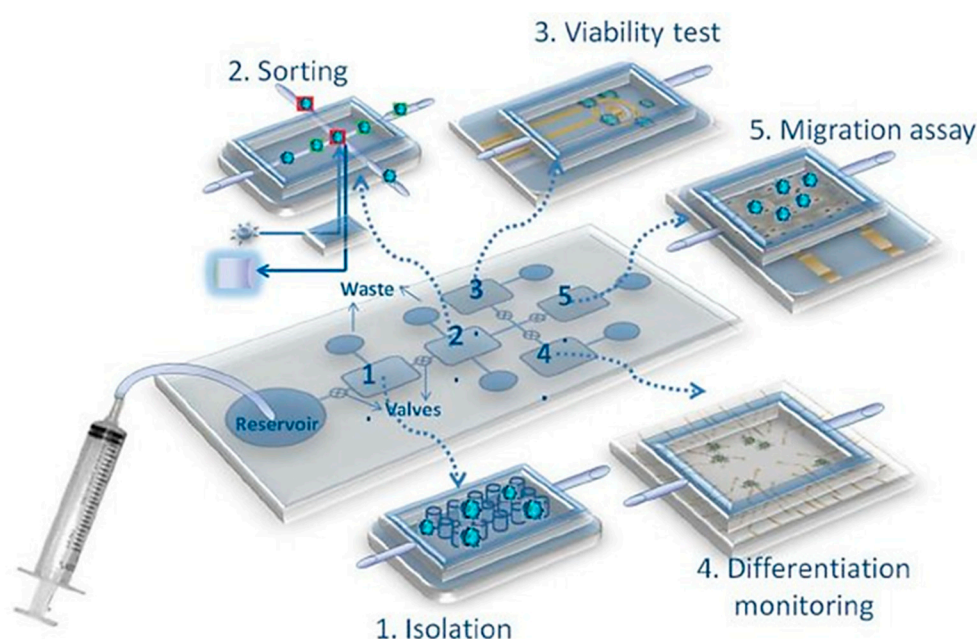 3. Viability test
2. Sorting
5. Migration assay
Waste
3
5
2
4
1
Valves
Reservoir
4. Differentiation
monitoring
1. Isolation